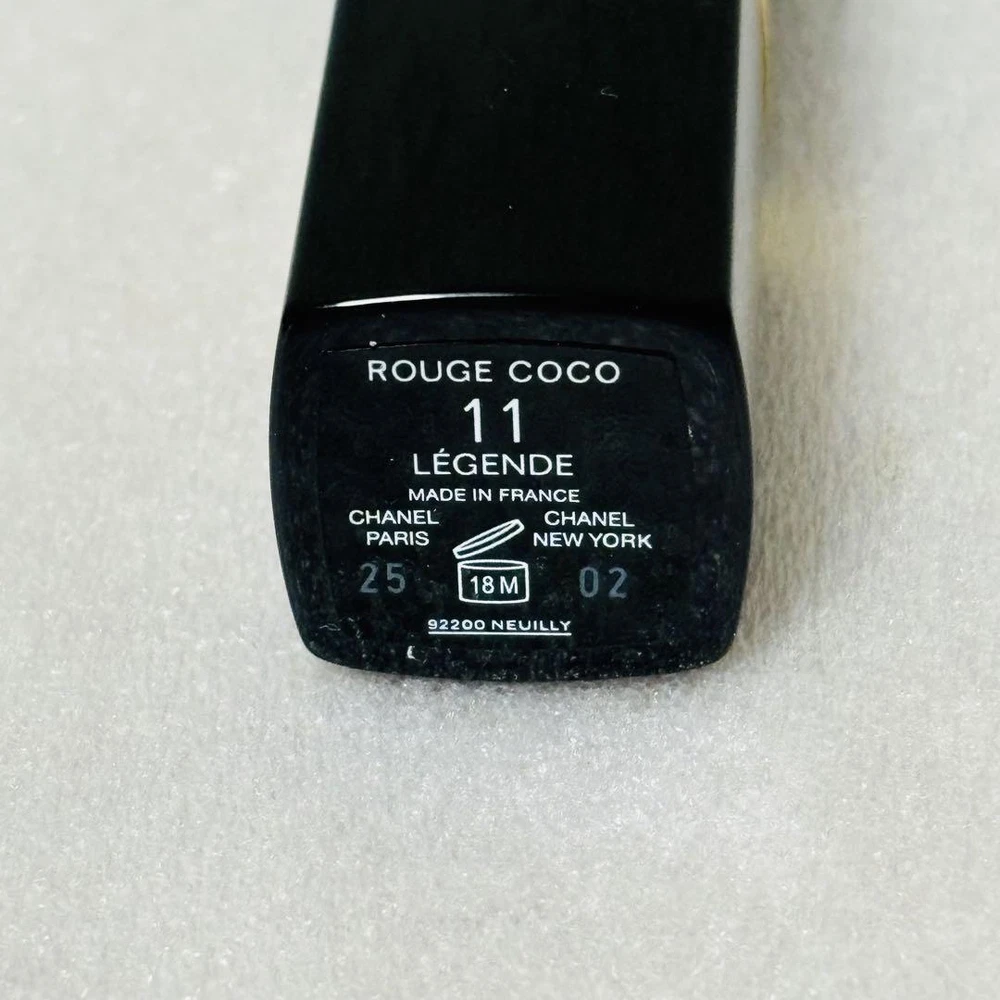 ROUGE COCO
11
LÉGENDE
MADE IN FRANCE
CHANEL PARIS
CHANEL NEW YORK
25 18M 02
92200 NEUILLY